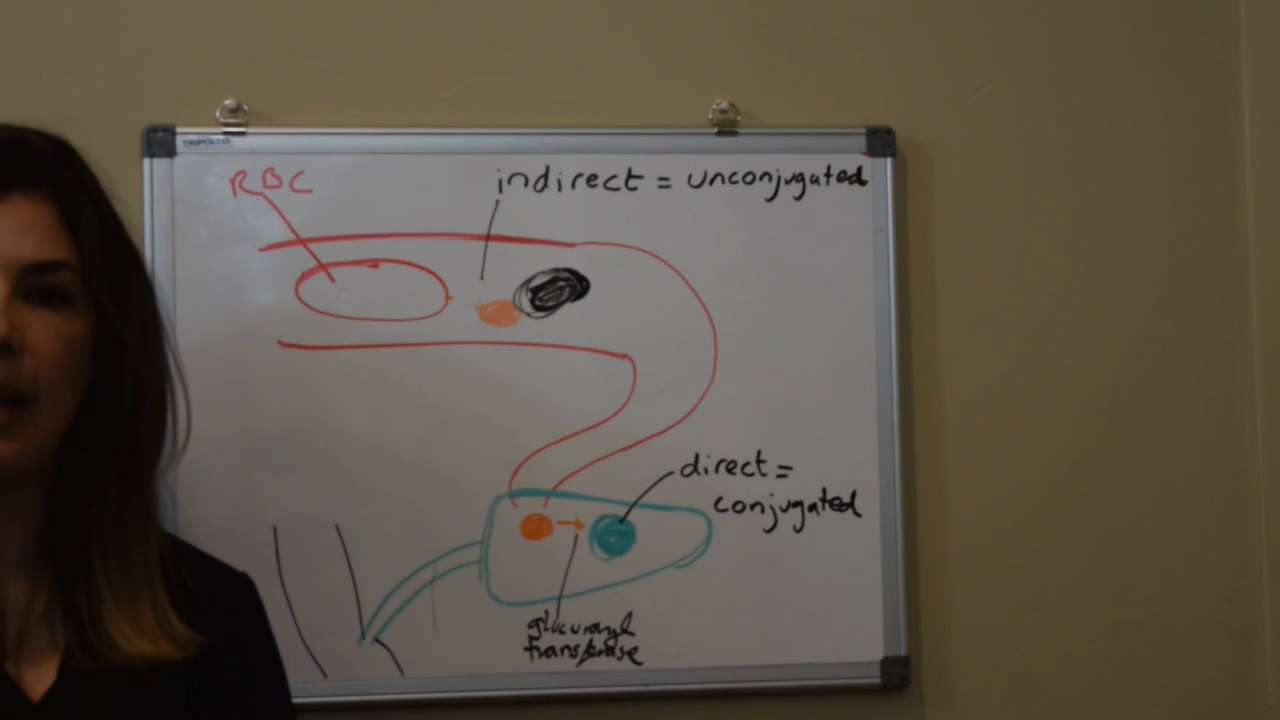 RBC
indirect = unconjugated
direct =
conjugated
glucuronyl
transferase